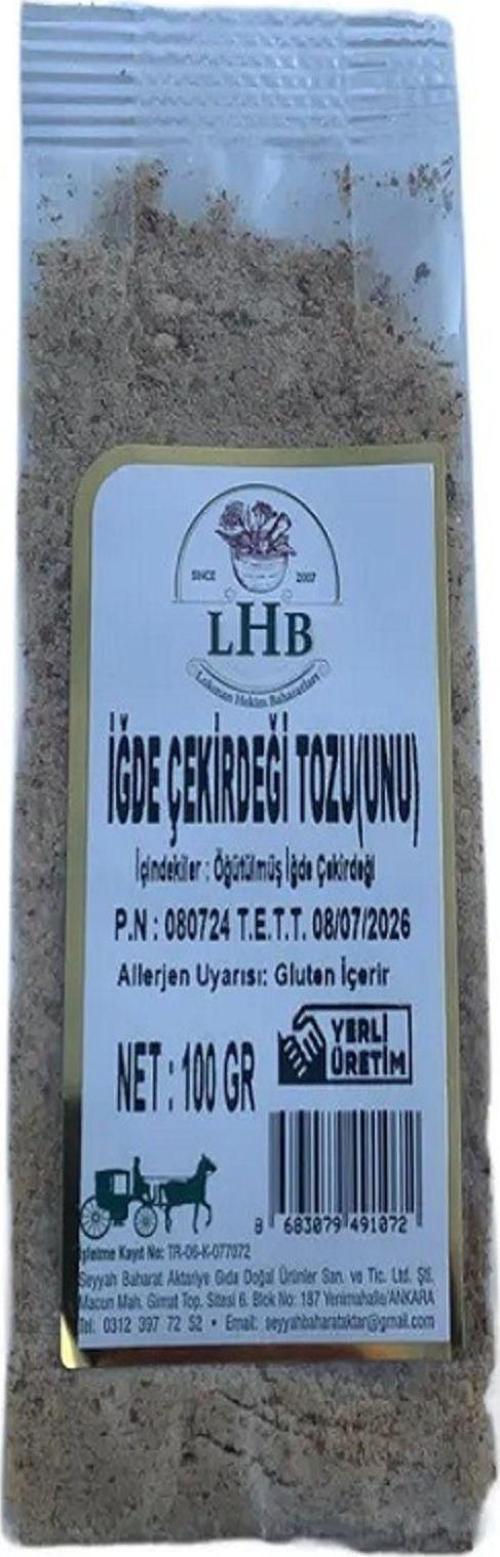 SINCE 2007
LHB
Lokman Hekim Baharatları
İĞDE ÇEKİRDEĞİ TOZU(UNU)
İçindekiler : Öğütülmüş İğde Çekirdeği
P.N : 080724 T.E.T.T. 08/07/2026
Allerjen Uyarısı: Gluten İçerir
NET : 100 GR
YERLİ
ÜRETİM
8 683079 491072
İşletme Kayıt No: TR-06-K-077072
Seyyah Baharat Aktariye Gıda Doğal Ürünler San. ve Tic. Ltd. Şti.
Macun Mah. Gimat Top. Sitesi 6. Blok No: 187 Yenimahalle/ANKARA
Tel: 0312 397 72 52 • Email: seyyahbaharataktar@gmail.com